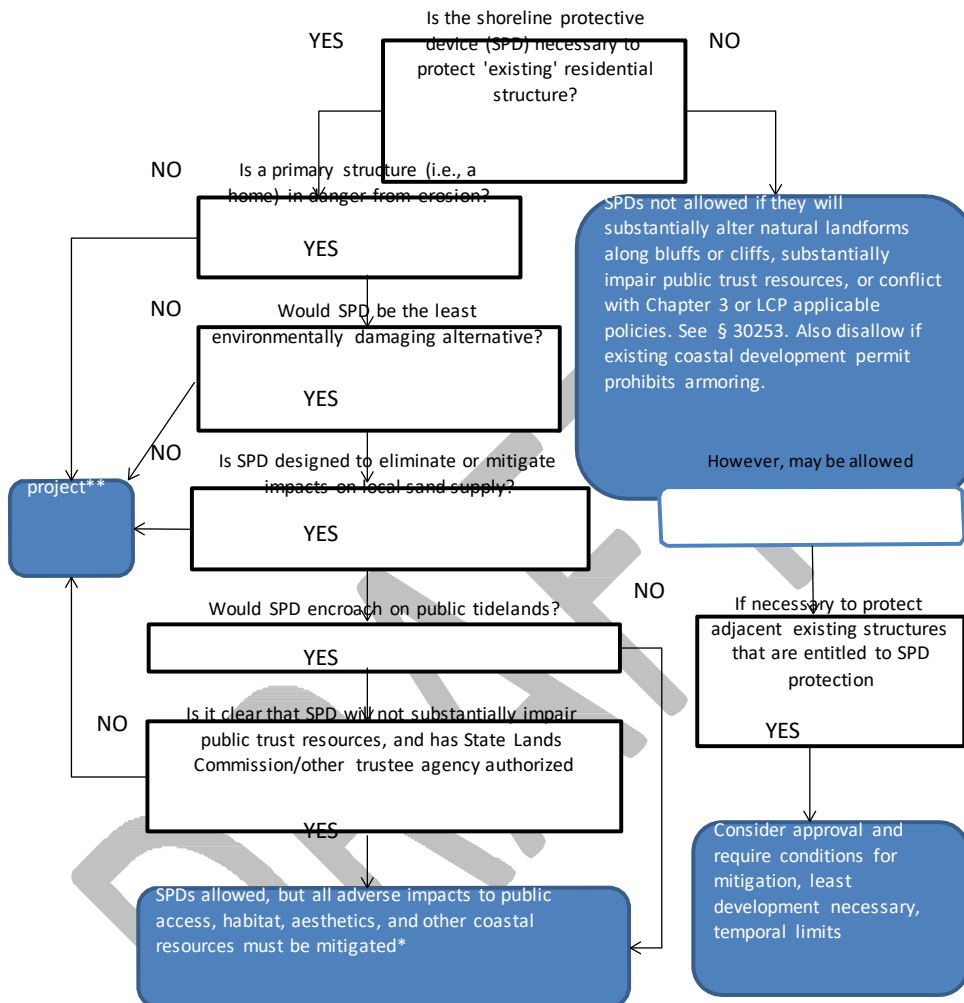 Is the shoreline protective
device (SPD) necessary to
protect 'existing' residential
structure?
YES
NO
NO
Is a primary structure (i.e., a
home) in danger from erosion?
YES
SPDs not allowed if they will
substantially alter natural landforms
along bluffs or cliffs, substantially
impair public trust resources, or conflict
with Chapter 3 or LCP applicable
policies. See § 30253. Also disallow if
existing coastal development permit
prohibits armoring.
NO
Would SPD be the least
environmentally damaging alternative?
YES
NO
Is SPD designed to eliminate or mitigate
impacts on local sand supply?
YES
However, may be allowed
project**
Would SPD encroach on public tidelands?
NO
YES
If necessary to protect
adjacent existing structures
that are entitled to SPD
protection
YES
NO
Is it clear that SPD will not substantially impair
public trust resources, and has State Lands
Commission/other trustee agency authorized
YES
Consider approval and
require conditions for
mitigation, least
development necessary,
temporal limits
SPDs allowed, but all adverse impacts to public
access, habitat, aesthetics, and other coastal
resources must be mitigated*
DRAFT